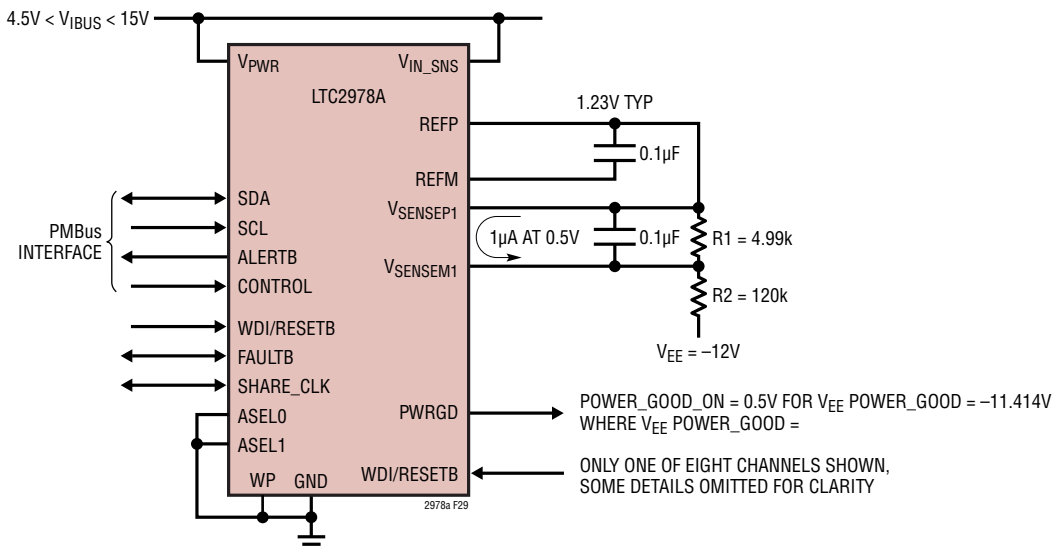 4.5V < VIBUS < 15V
VPWR
VIN_SNS
LTC2978A
1.23V TYP
REFP
0.1µF
REFM
SDA
VSENSEP1
PMBus
INTERFACE
SCL
1µA AT 0.5V
0.1µF
R1 = 4.99k
ALERTB
VSENSEM1
CONTROL
R2 = 120k
WDI/RESETB
VEE = –12V
FAULTB
SHARE_CLK
ASEL0
PWRGD
POWER_GOOD_ON = 0.5V FOR VEE POWER_GOOD = –11.414V
WHERE VEE POWER_GOOD =
ASEL1
WP
GND
WDI/RESETB
ONLY ONE OF EIGHT CHANNELS SHOWN,
SOME DETAILS OMITTED FOR CLARITY
2978a F29